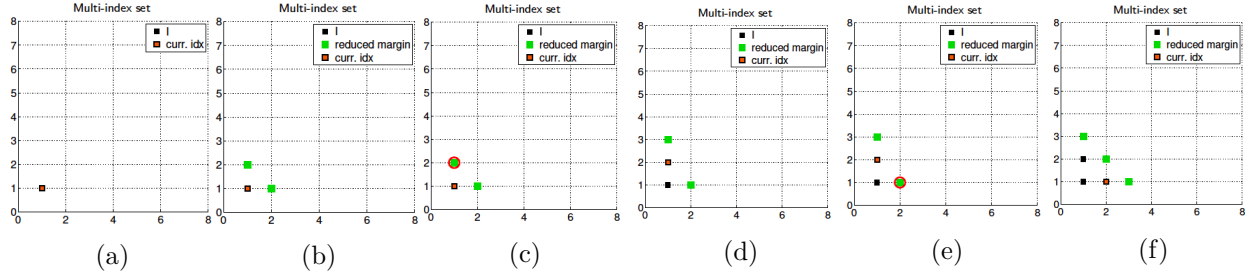 Multi-index set
8
7
6
5
4
3
2
1
0
0 2 4 6 8
I
curr. idx
(a)
Multi-index set
8
7
6
5
4
3
2
1
0
0 2 4 6 8
I
reduced margin
curr. idx
(b)
Multi-index set
8
7
6
5
4
3
2
1
0
0 2 4 6 8
I
reduced margin
curr. idx
(c)
Multi-index set
8
7
6
5
4
3
2
1
0
0 2 4 6 8
I
reduced margin
curr. idx
(d)
Multi-index set
8
7
6
5
4
3
2
1
0
0 2 4 6 8
I
reduced margin
curr. idx
(e)
Multi-index set
8
7
6
5
4
3
2
1
0
0 2 4 6 8
I
reduced margin
curr. idx
(f)